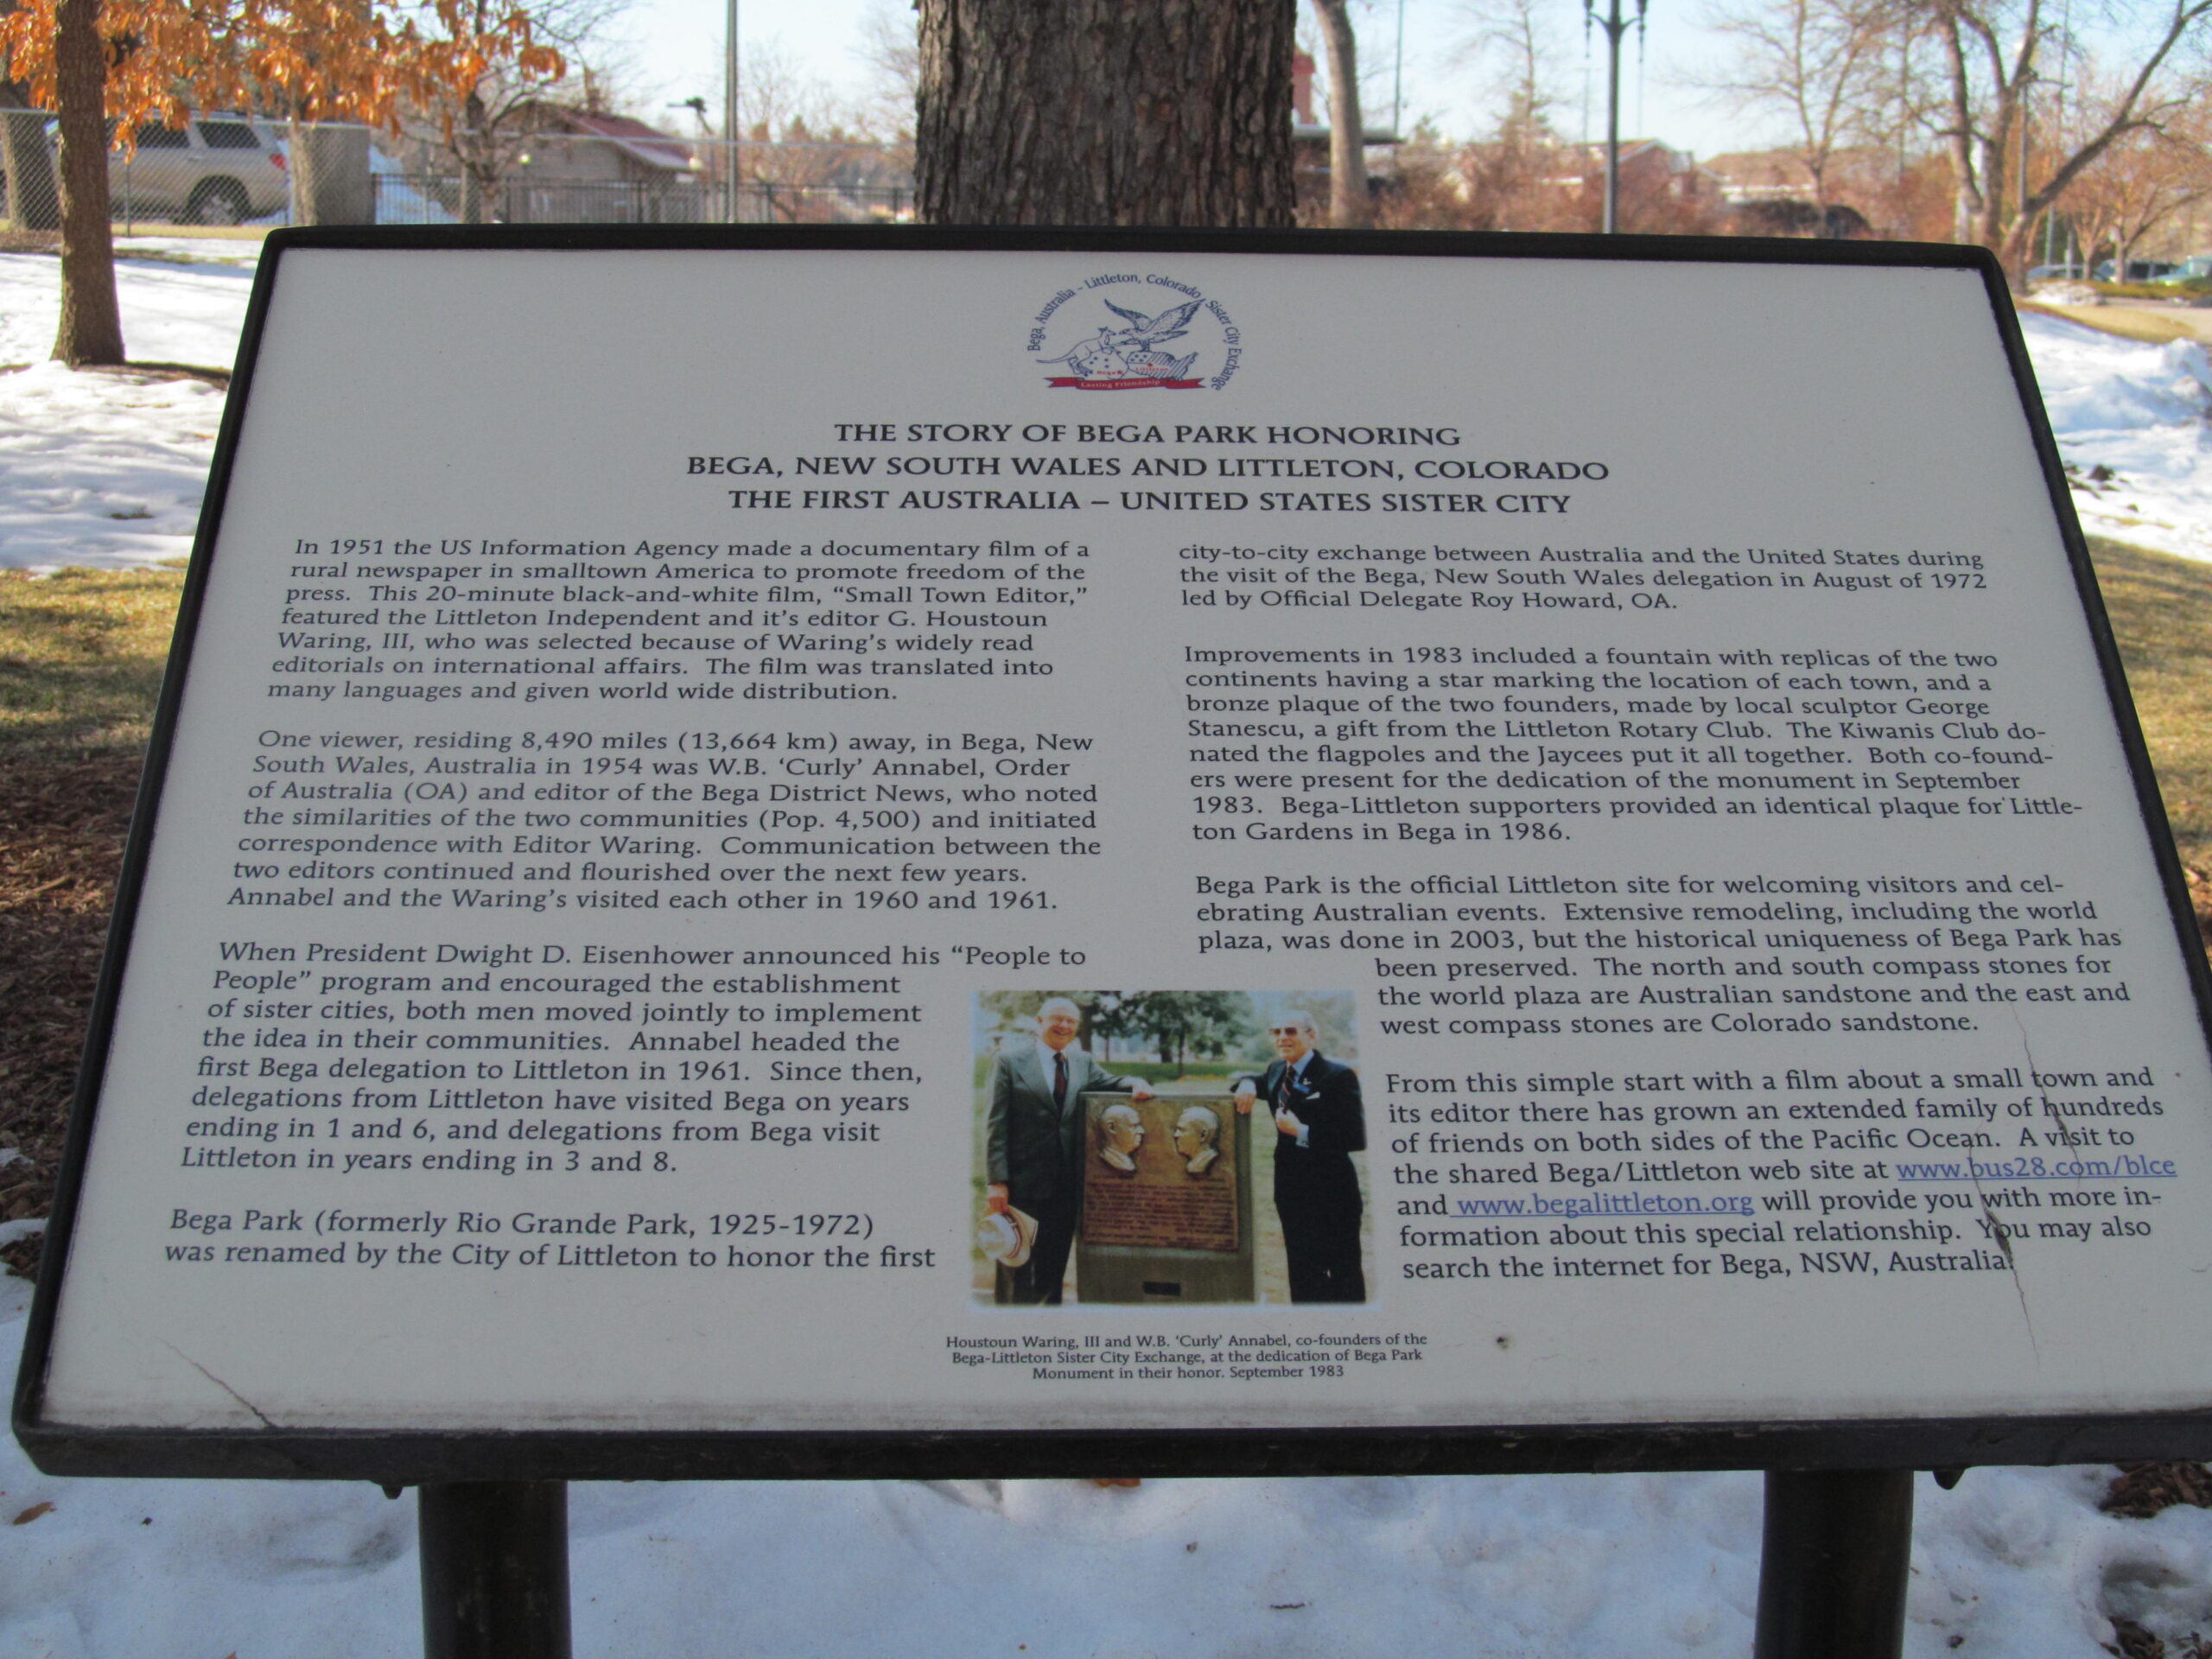 Bega, Australia – Littleton, Colorado Sister City Exchange
Bega Littleton
Lasting Friendship
THE STORY OF BEGA PARK HONORING
BEGA, NEW SOUTH WALES AND LITTLETON, COLORADO
THE FIRST AUSTRALIA – UNITED STATES SISTER CITY
In 1951 the US Information Agency made a documentary film of a
rural newspaper in smalltown America to promote freedom of the
press. This 20-minute black-and-white film, “Small Town Editor,”
featured the Littleton Independent and it’s editor G. Houstoun
Waring, III, who was selected because of Waring’s widely read
editorials on international affairs. The film was translated into
many languages and given world wide distribution.
One viewer, residing 8,490 miles (13,664 km) away, in Bega, New
South Wales, Australia in 1954 was W.B. ‘Curly’ Annabel, Order
of Australia (OA) and editor of the Bega District News, who noted
the similarities of the two communities (Pop. 4,500) and initiated
correspondence with Editor Waring. Communication between the
two editors continued and flourished over the next few years.
Annabel and the Waring’s visited each other in 1960 and 1961.
When President Dwight D. Eisenhower announced his “People to
People” program and encouraged the establishment
of sister cities, both men moved jointly to implement
the idea in their communities. Annabel headed the
first Bega delegation to Littleton in 1961. Since then,
delegations from Littleton have visited Bega on years
ending in 1 and 6, and delegations from Bega visit
Littleton in years ending in 3 and 8.
Bega Park (formerly Rio Grande Park, 1925-1972)
was renamed by the City of Littleton to honor the first
city-to-city exchange between Australia and the United States during
the visit of the Bega, New South Wales delegation in August of 1972
led by Official Delegate Roy Howard, OA.
Improvements in 1983 included a fountain with replicas of the two
continents having a star marking the location of each town, and a
bronze plaque of the two founders, made by local sculptor George
Stanescu, a gift from the Littleton Rotary Club. The Kiwanis Club do-
nated the flagpoles and the Jaycees put it all together. Both co-found-
ers were present for the dedication of the monument in September
1983. Bega-Littleton supporters provided an identical plaque for Little-
ton Gardens in Bega in 1986.
Bega Park is the official Littleton site for welcoming visitors and cel-
ebrating Australian events. Extensive remodeling, including the world
plaza, was done in 2003, but the historical uniqueness of Bega Park has
been preserved. The north and south compass stones for
the world plaza are Australian sandstone and the east and
west compass stones are Colorado sandstone.
From this simple start with a film about a small town and
its editor there has grown an extended family of hundreds
of friends on both sides of the Pacific Ocean. A visit to
the shared Bega/Littleton web site at www.bus28.com/blce
and www.begalittleton.org will provide you with more in-
formation about this special relationship. You may also
search the internet for Bega, NSW, Australia.
Houstoun Waring, III and W.B. ‘Curly’ Annabel, co-founders of the
Bega-Littleton Sister City Exchange, at the dedication of Bega Park
Monument in their honor. September 1983